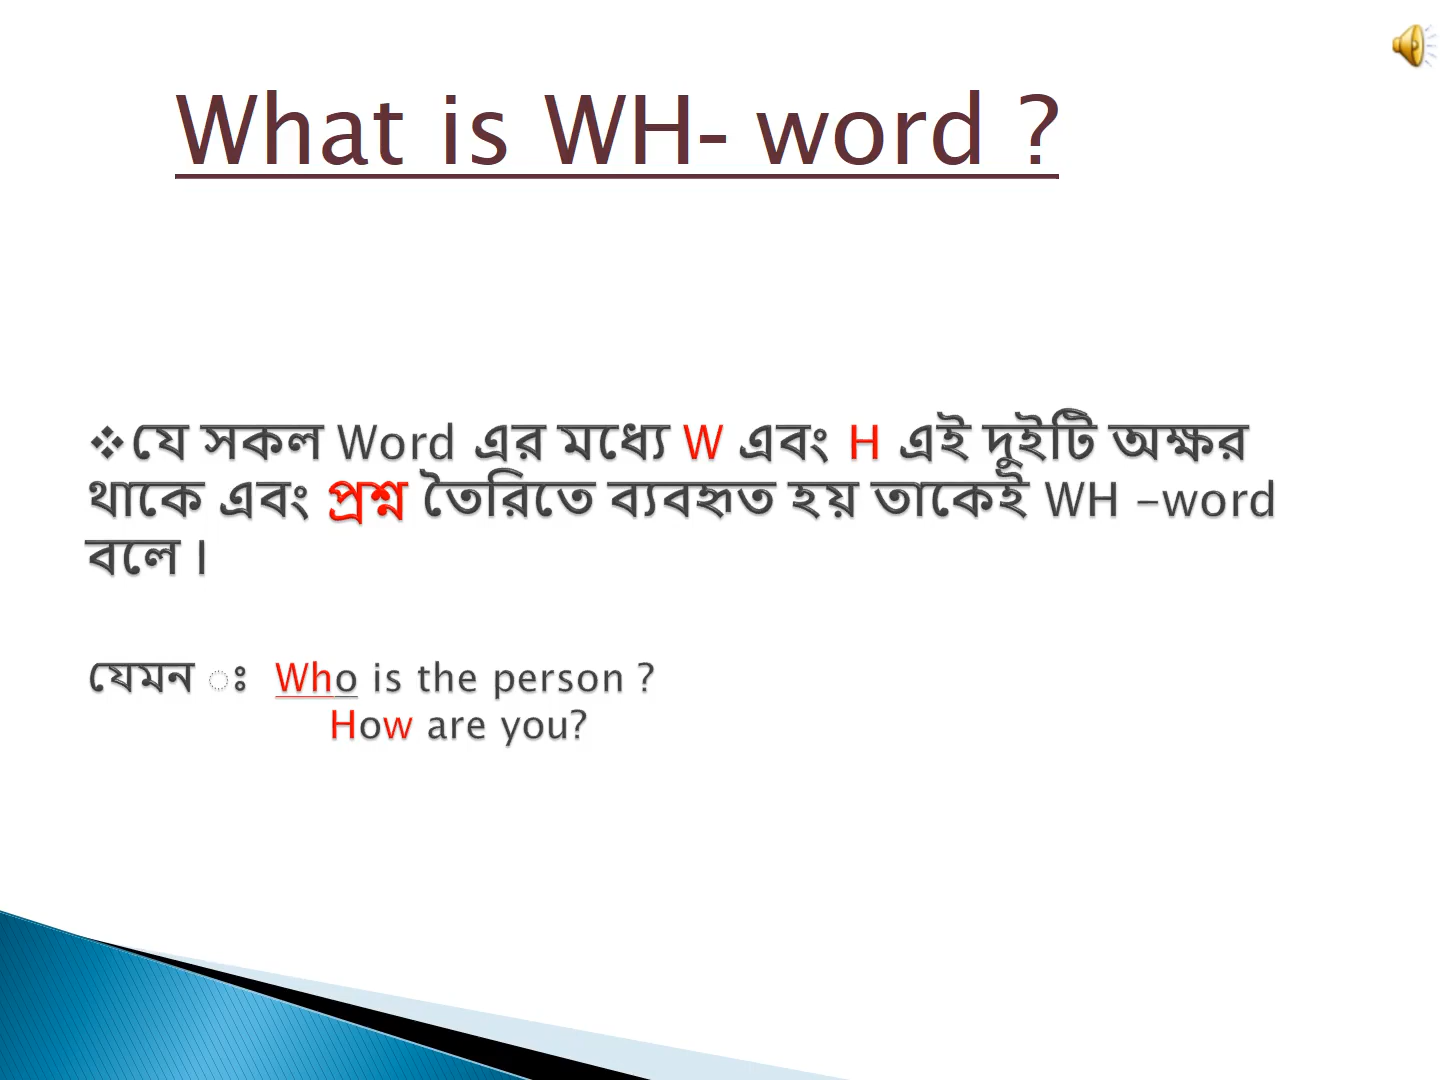 What is WH- word ?
❖যে সকল Word এর মধ্যে W এবং H এই দুইটি অক্ষর
থাকে এবং প্রশ্ন তৈরিতে ব্যবহৃত হয় তাকেই WH –word
বলে ।
যেমন ঃ Who is the person ?
How are you?